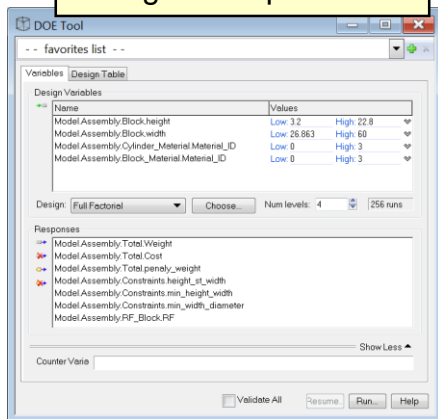 DOE Tool
-- favorites list --
Variables Design Table
Design Variables
Name Values
Model.Assembly.Block.height Low: 3.2 High: 22.8
Model.Assembly.Block.width Low: 26.863 High: 60
Model.Assembly.Cylinder_Material.Material_ID Low: 0 High: 3
Model.Assembly.Block_Material.Material_ID Low: 0 High: 3
Design: Full Factorial Choose... Num levels: 4 256 runs
Responses
Model.Assembly.Total.Weight
Model.Assembly.Total.Cost
Model.Assembly.Total.penaly_weight
Model.Assembly.Constraints.height_st_width
Model.Assembly.Constraints.min_height_width
Model.Assembly.Constraints.min_width_diameter
Model.Assembly.RF_Block.RF
Show Less
Counter Varia
Validate All Resume... Run... Help